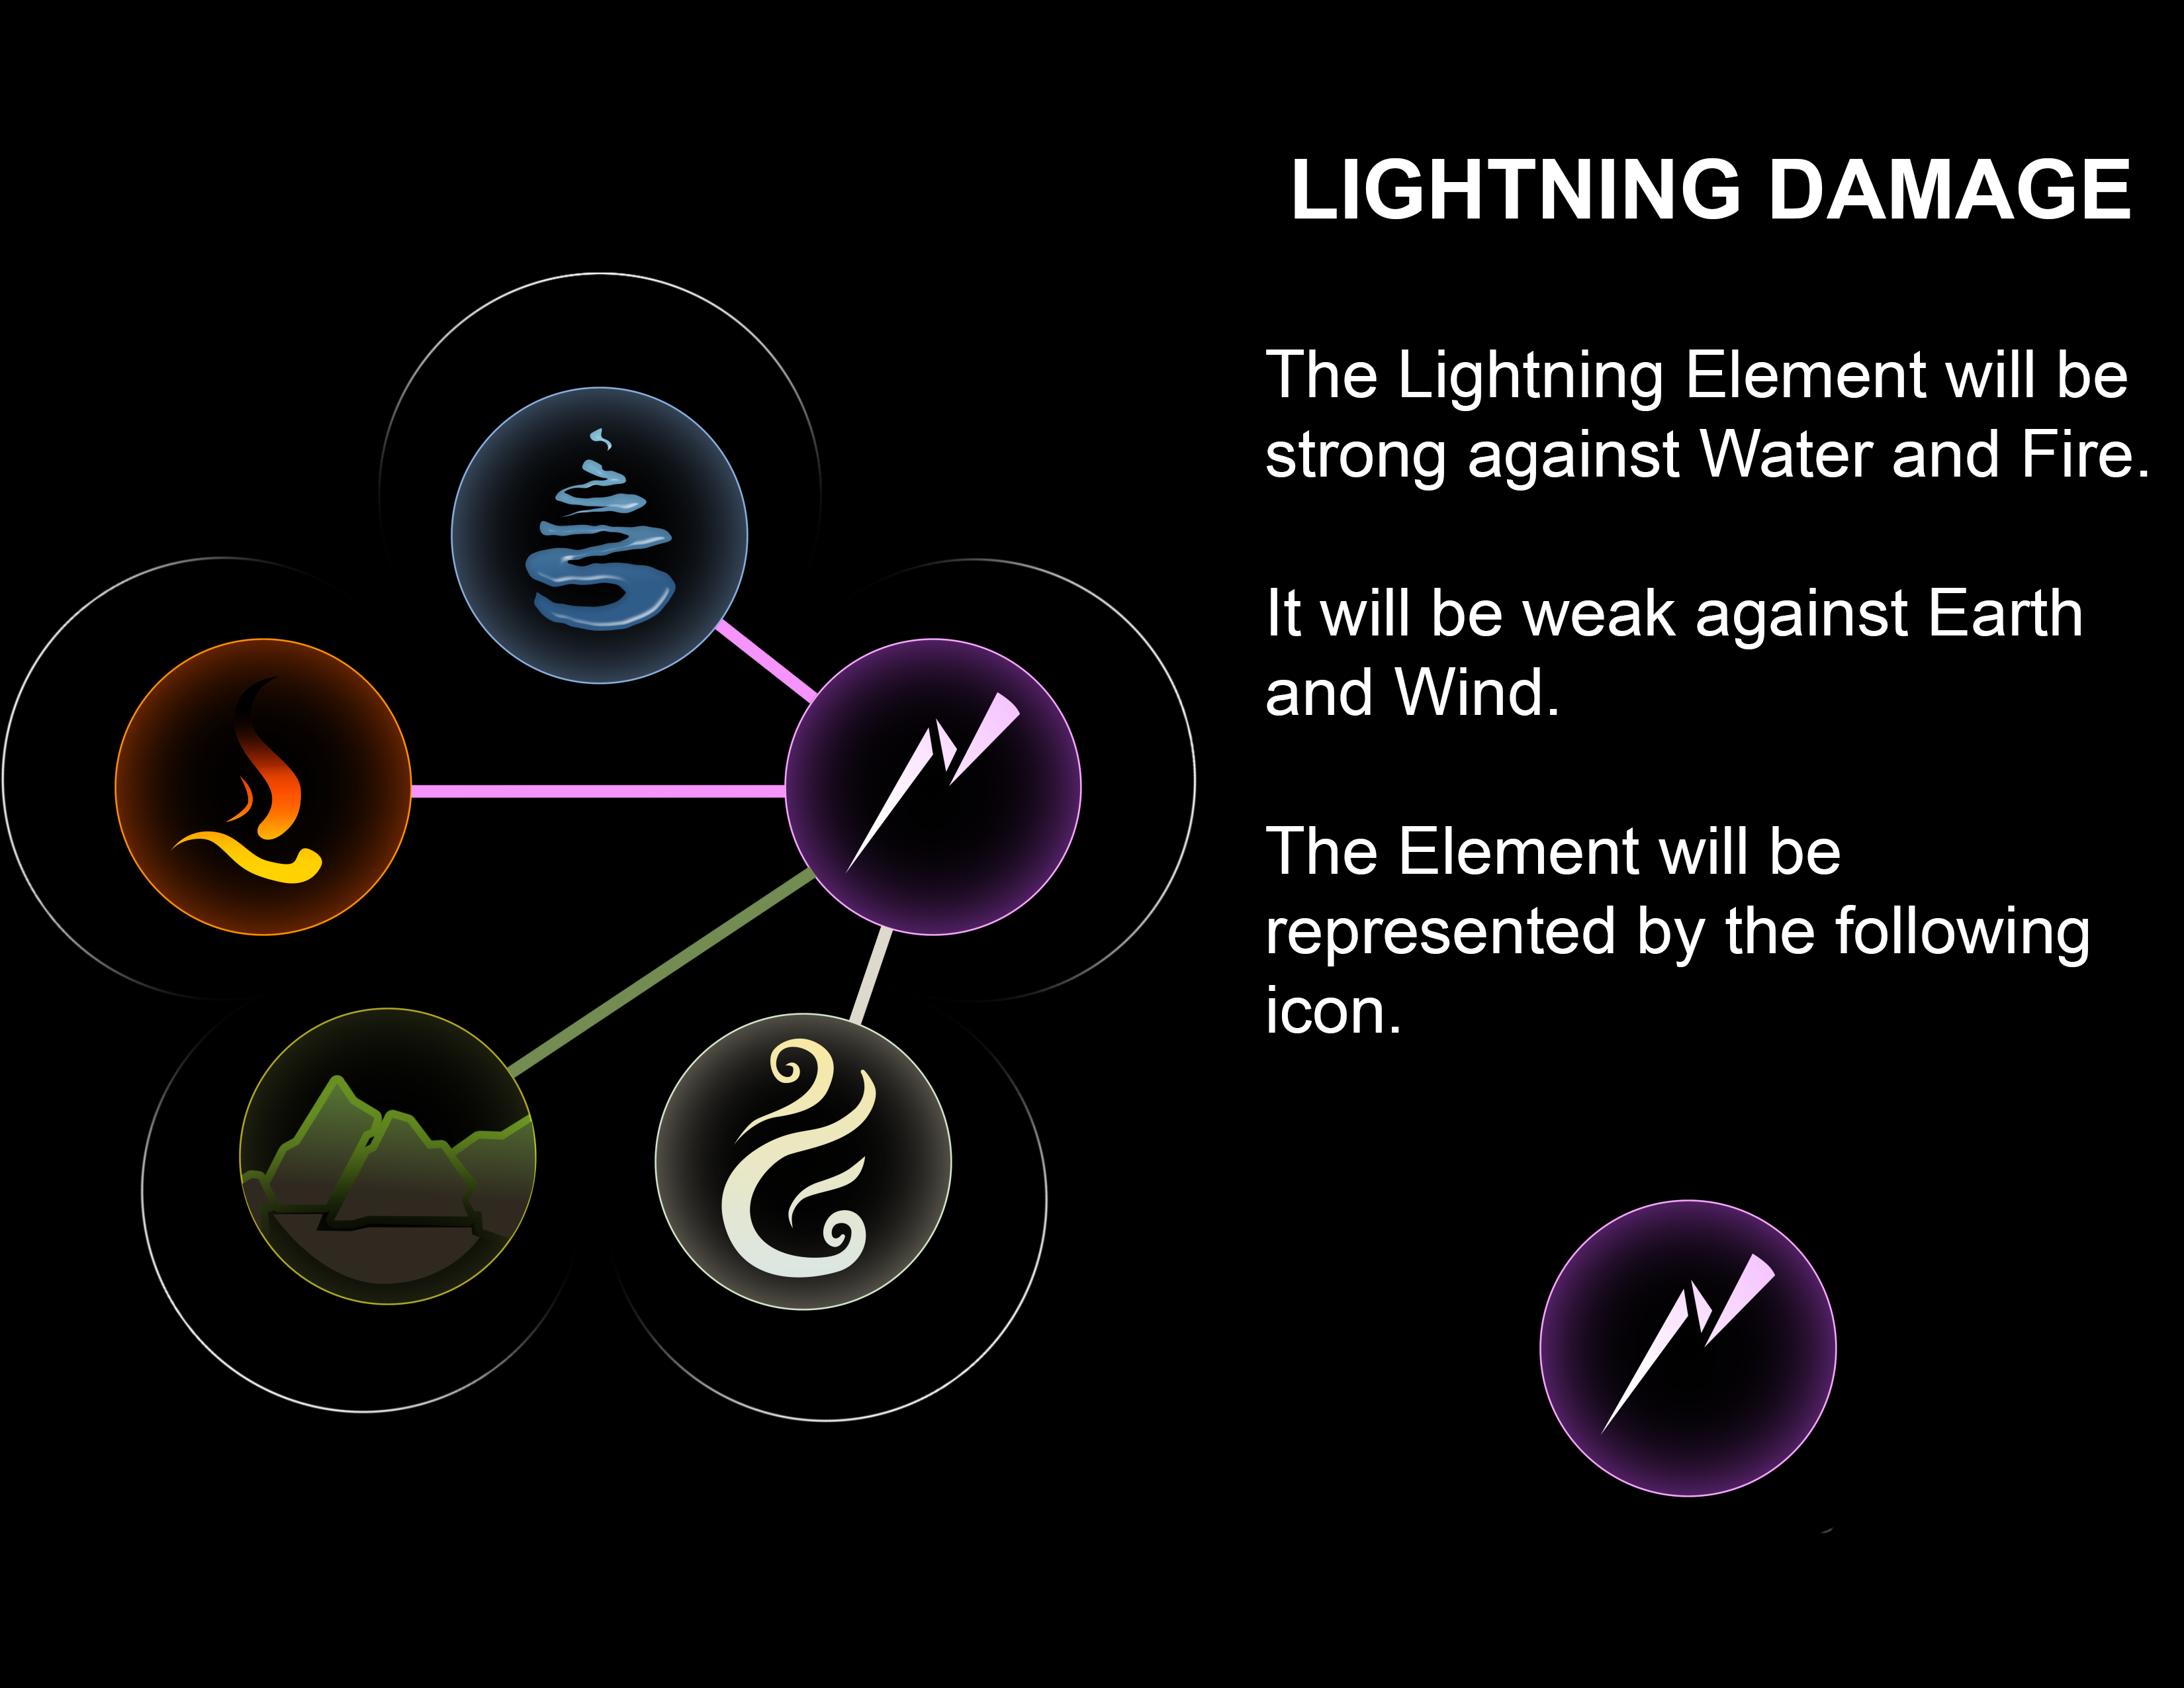 LIGHTNING DAMAGE
The Lightning Element will be
strong against Water and Fire.
It will be weak against Earth
and Wind.
The Element will be
represented by the following
icon.